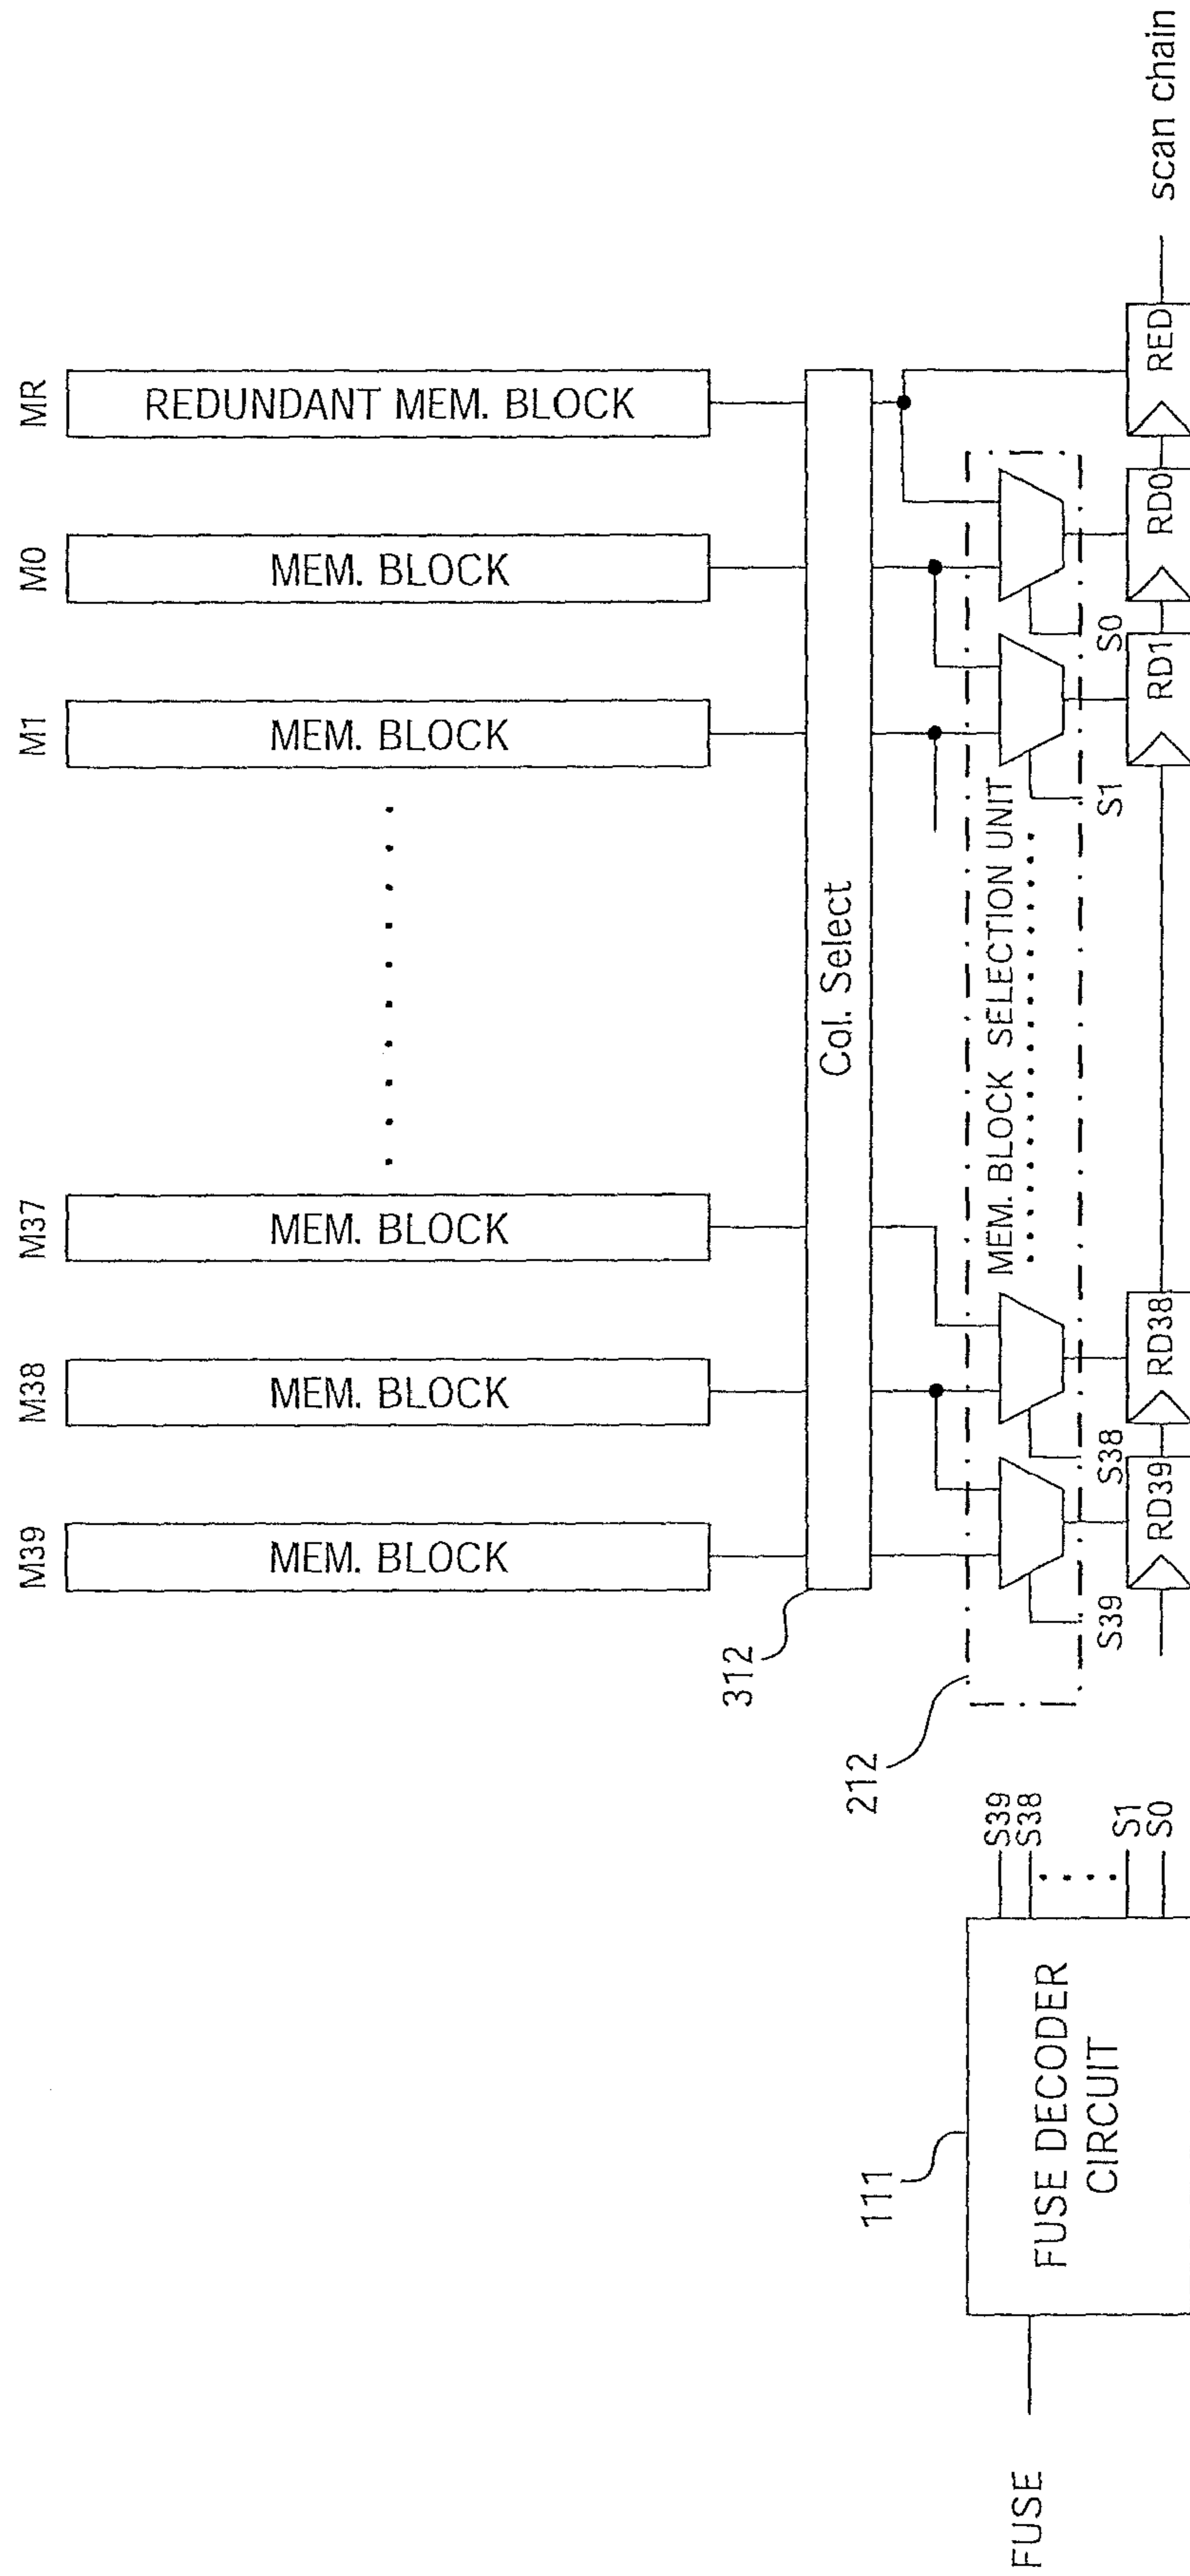 FUSE
FUSE DECODER
CIRCUIT
111
S39
S38
S1
S0
212
312
M39
MEM. BLOCK
M38
MEM. BLOCK
M37
MEM. BLOCK
M1
MEM. BLOCK
M0
MEM. BLOCK
MR
REDUNDANT MEM. BLOCK
Col. Select
MEM. BLOCK SELECTION UNIT
S39
S38
S1
S0
RD39
RD38
RD1
RD0
RED
scan chain